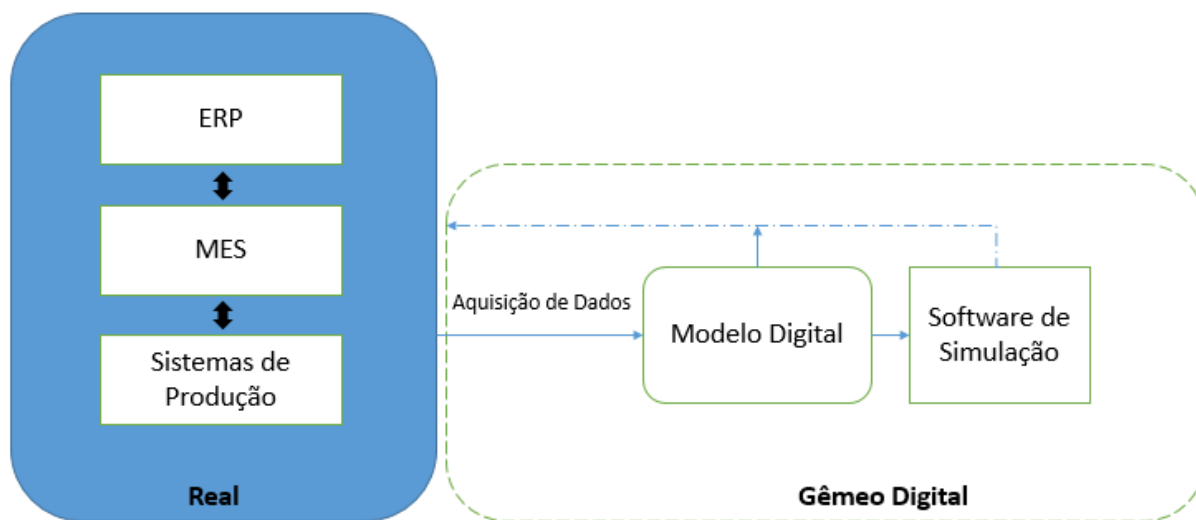 ERP
MES
Sistemas de
Produção
Real
Aquisição de Dados
Modelo Digital
Software de
Simulação
Gêmeo Digital